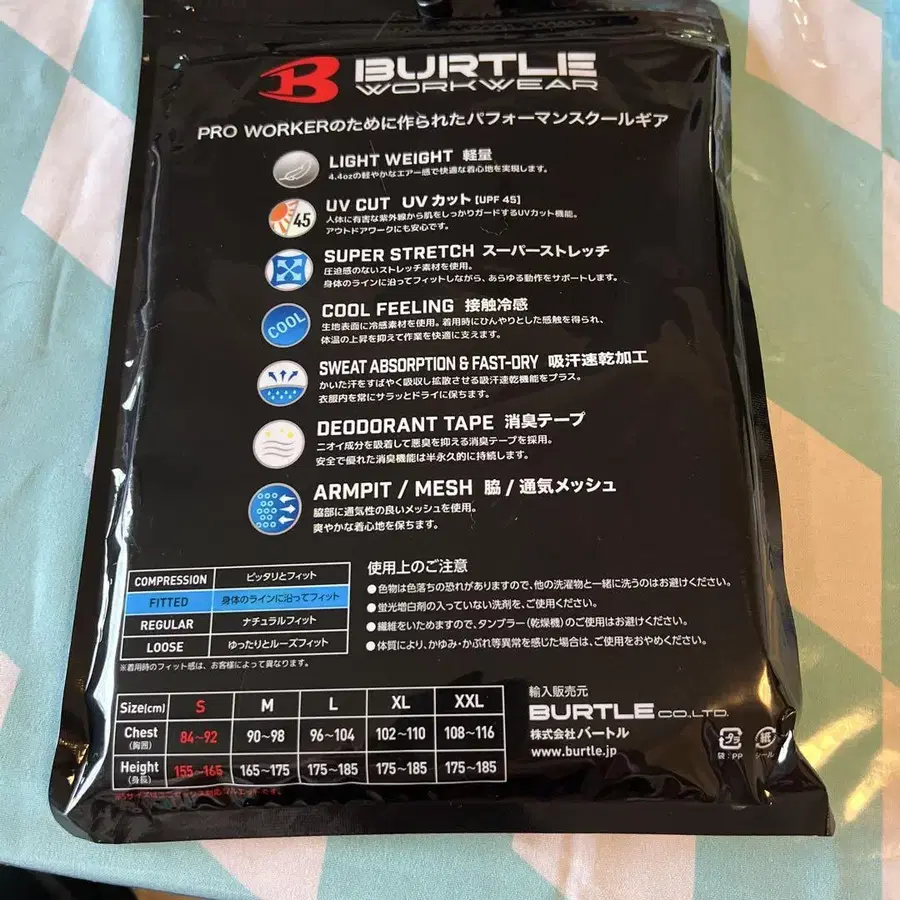 BURTLE
WORKWEAR
PRO WORKERのために作られたパフォーマンスクールギア
LIGHT WEIGHT 軽量
4.4ozの軽やかなエアー感で快適な着心地を実現します。
45
UV CUT UVカット [UPF 45]
人体に有害な紫外線から肌をしっかりガードするUVカット機能。
アウトドアワークにも安心です。
SUPER STRETCH スーパーストレッチ
圧迫感のないストレッチ素材を使用。
身体のラインに沿ってフィットしながら、あらゆる動作をサポートします。
COOL
COOL FEELING 接触冷感
生地表面に冷感素材を使用。着用時にひんやりとした感触を得られ、
体温の上昇を抑えて作業を快適に支えます。
SWEAT ABSORPTION & FAST-DRY 吸汗速乾加工
かいた汗をすばやく吸収し拡散させる吸汗速乾機能をプラス。
衣服内を常にサラッとドライに保ちます。
DEODORANT TAPE 消臭テープ
ニオイ成分を吸着して悪臭を抑える消臭テープを採用。
安全で優れた消臭機能は半永久的に持続します。
ARMPIT / MESH 脇 / 通気メッシュ
脇部に通気性の良いメッシュを使用。
爽やかな着心地を保ちます。
COMPRESSION ピッタリとフィット
FITTED 身体のラインに沿ってフィット
REGULAR ナチュラルフィット
LOOSE ゆったりとルーズフィット
※着用時のフィット感は、お客様によって異なります。
使用上のご注意
●色物は色落ちの恐れがありますので、他の洗濯物と一緒に洗うのはお避けください。
●蛍光増白剤の入っていない洗剤を、ご使用ください。
●繊維をいためますので、タンブラー(乾燥機)のご使用はお避けください。
●体質により、かゆみ・かぶれ等異常を感じた場合は、ご使用をおやめください。
Size(cm) S M L XL XXL
Chest (胸囲) 84~92 90~98 96~104 102~110 108~116
Height (身長) 155~165 165~175 175~185 175~185 175~185
輸入販売元
BURTLE CO.,LTD.
株式会社バートル
www.burtle.jp
プラ 紙
袋:PP シール